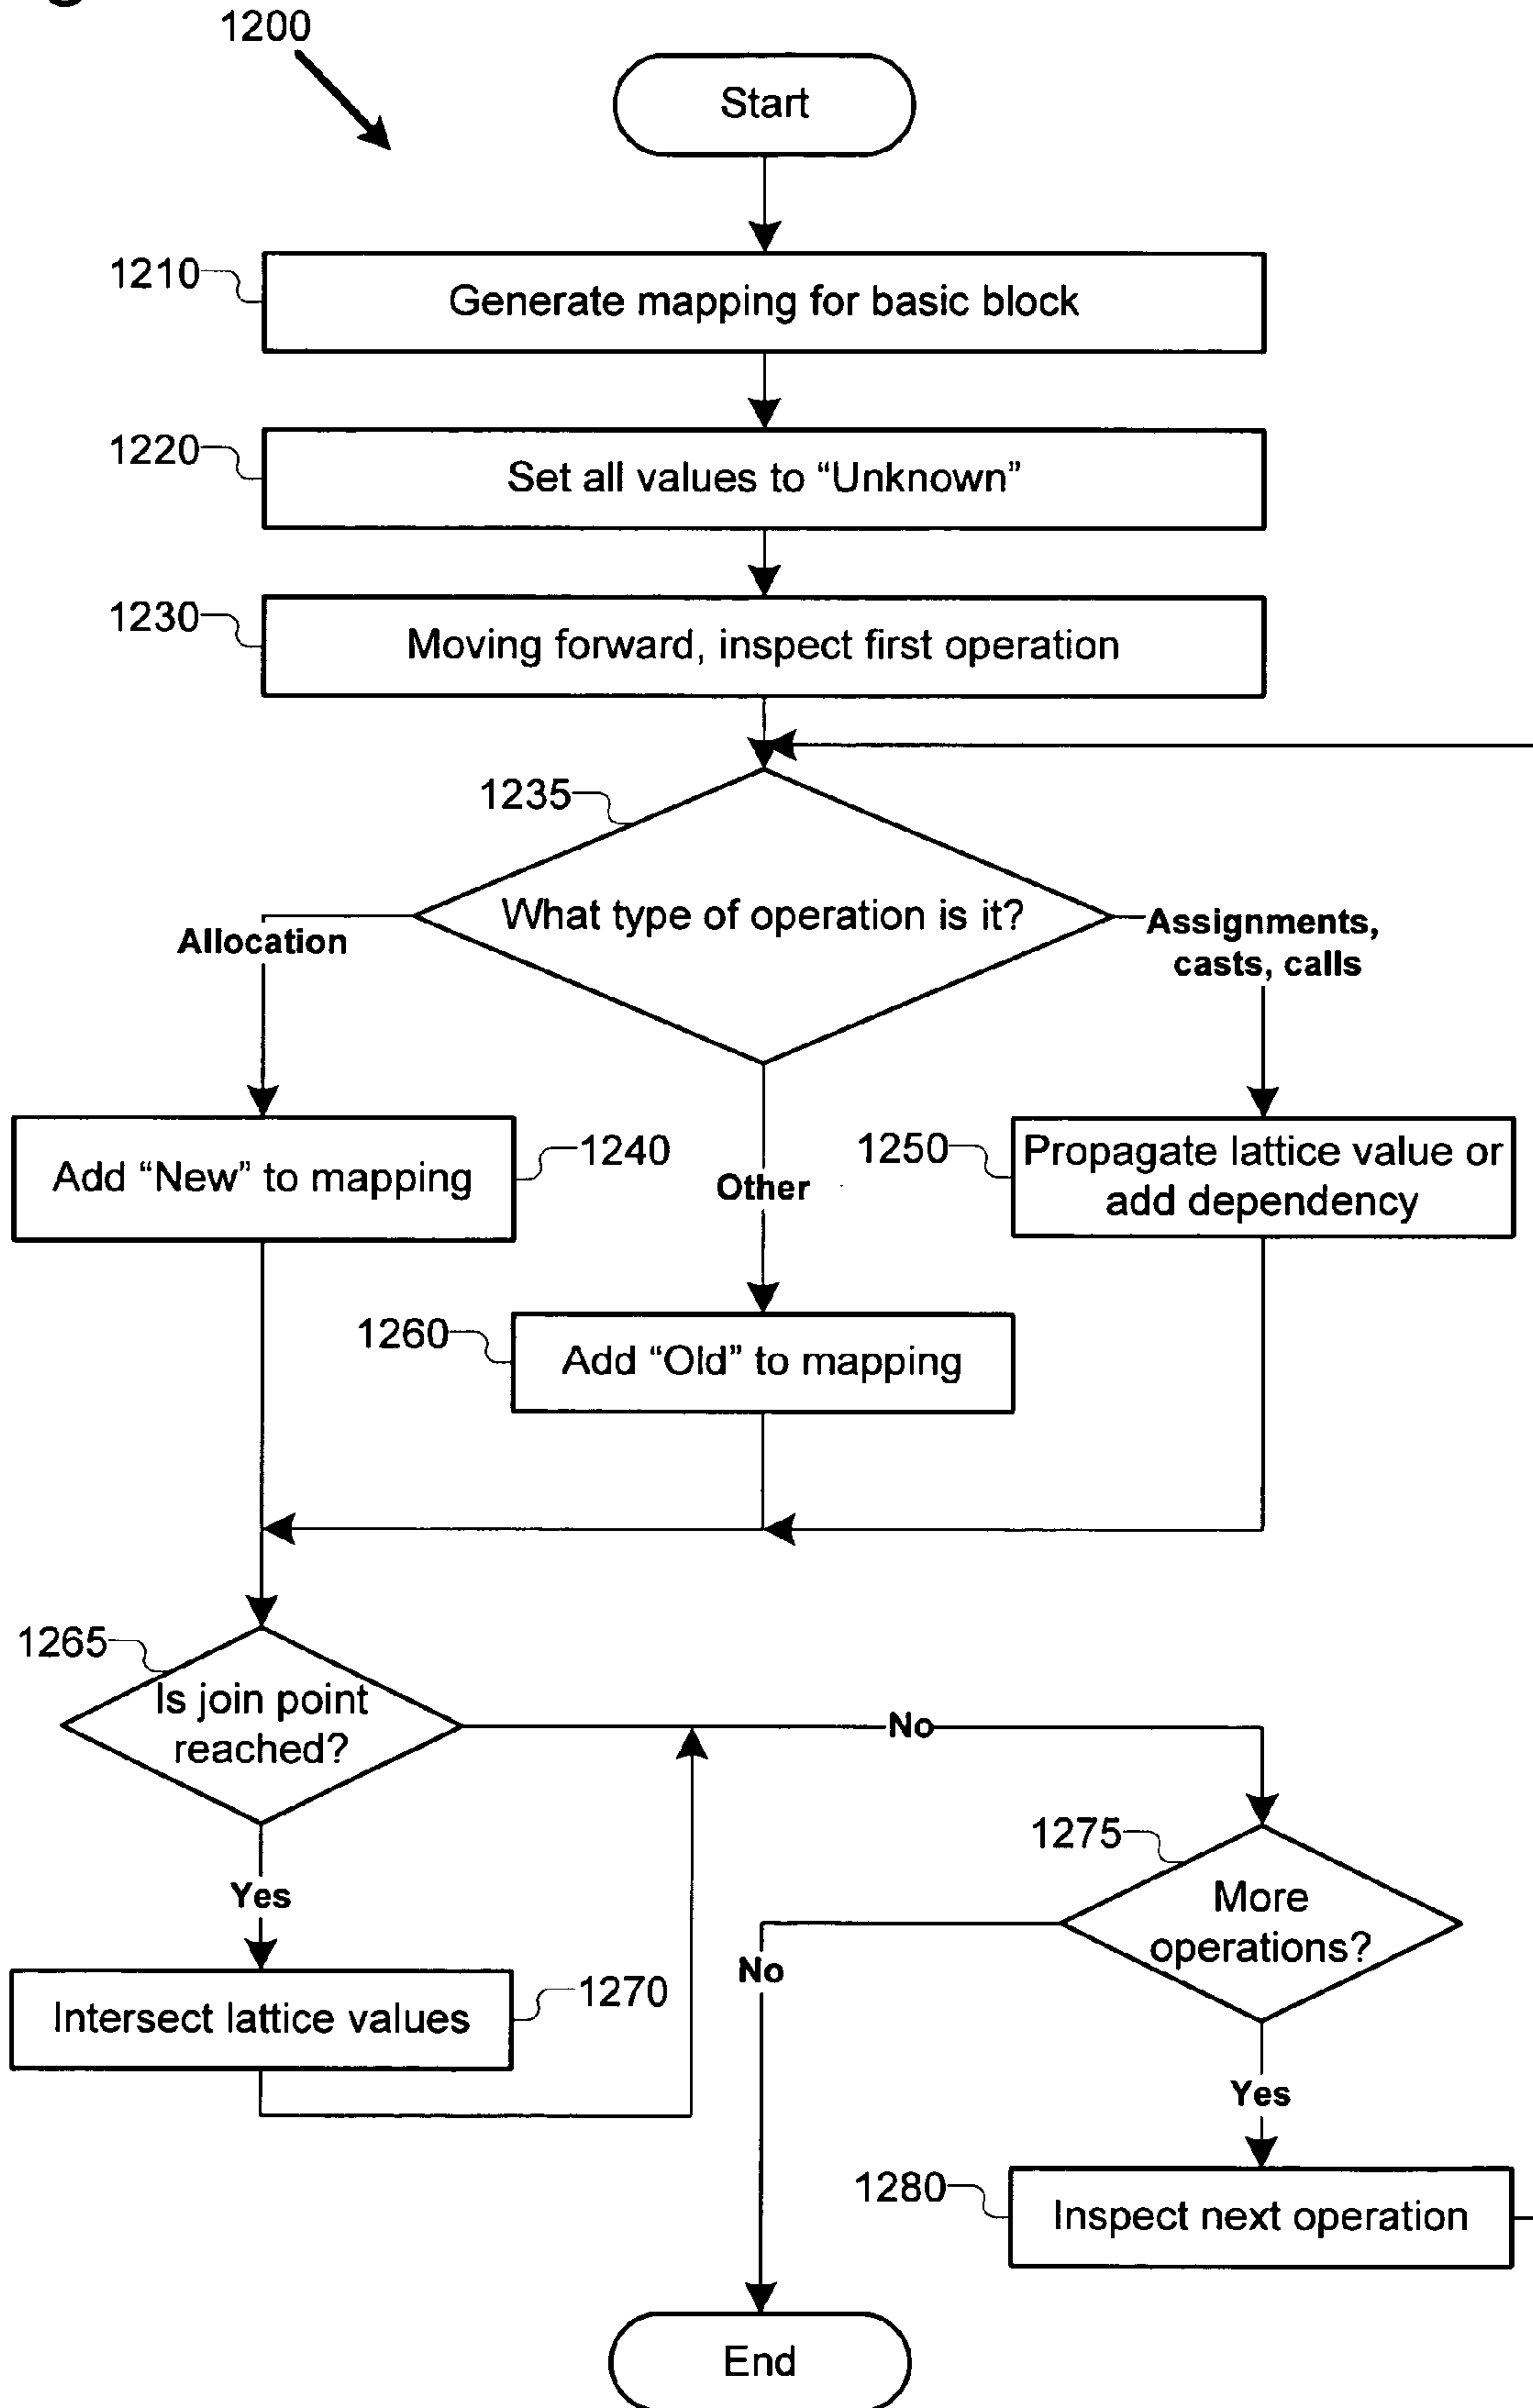 1200
Start
1210
Generate mapping for basic block
1220
Set all values to “Unknown”
1230
Moving forward, inspect first operation
1235
What type of operation is it?
Allocation
Assignments,
casts, calls
Add “New” to mapping
1240
Other
1250
Propagate lattice value or
add dependency
1260
Add “Old” to mapping
1265
Is join point
reached?
No
Yes
1275
More
operations?
No
Intersect lattice values
1270
Yes
1280
Inspect next operation
End